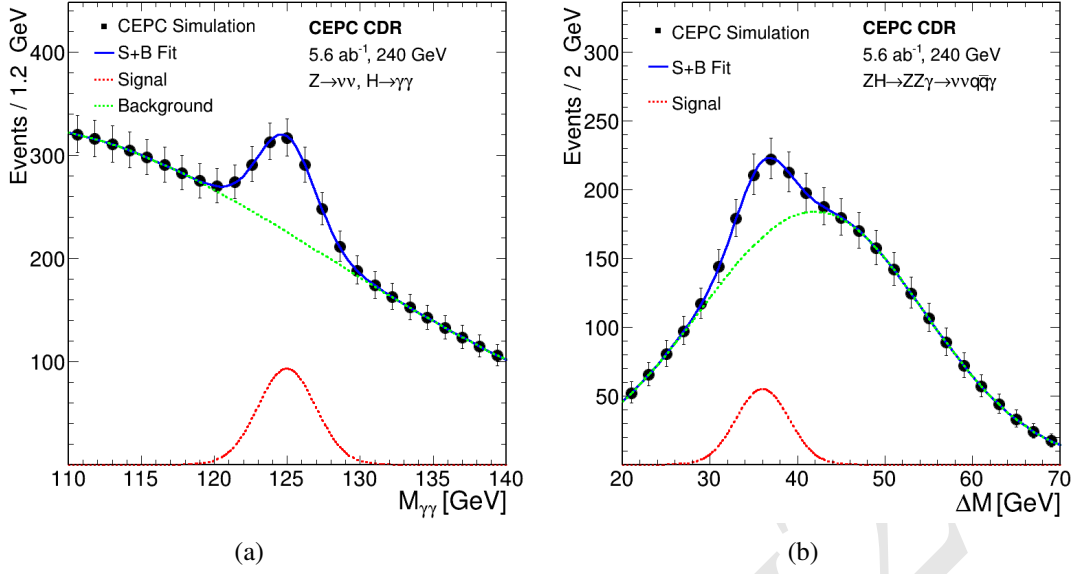 Events / 1.2 GeV
400
300
200
100
CEPC Simulation
S+B Fit
Signal
Background
CEPC CDR
5.6 ab⁻¹, 240 GeV
Z→νν, H→γγ
110 115 120 125 130 135 140
Mγγ [GeV]
(a)
Events / 2 GeV
300
250
200
150
100
50
CEPC Simulation
S+B Fit
Signal
CEPC CDR
5.6 ab⁻¹, 240 GeV
ZH→ZZγ→ννqq̅γ
20 30 40 50 60 70
ΔM [GeV]
(b)